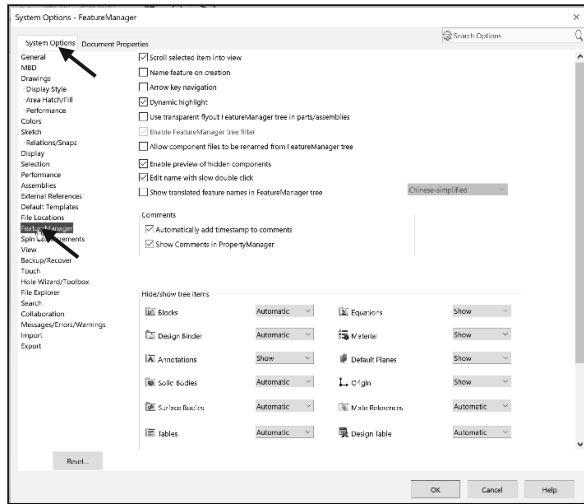 System Options - FeatureManager
System Options Document Properties
Search Options
General
MBD
Drawings
Display Style
Area Hatch/Fill
Performance
Colors
Sketch
Relations/Snaps
Display
Selection
Performance
Assemblies
External References
Default Templates
File Locations
FeatureManager
Spin Increments
View
Backup/Recover
Touch
Hole Wizard/Toolbox
File Explorer
Search
Collaboration
Messages/Errors/Warnings
Import
Export
Reset...
Scroll selected item into view
Name feature on creation
Arrow key navigation
Dynamic highlight
Use transparent flyout FeatureManager tree in parts/assemblies
Enable FeatureManager tree filter
Allow component files to be renamed from FeatureManager tree
Enable preview of hidden components
Edit name with slow double click
Show translated feature names in FeatureManager tree Chinese-simplified
Comments
Automatically add timestamp to comments
Show Comments in PropertyManager
Hide/show tree items
Blocks Automatic Equations Show
Design Binder Automatic Material Show
Annotations Show Default Planes Show
Solid Bodies Automatic Origin Show
Surface Bodies Automatic Mate References Automatic
Tables Automatic Design Table Automatic
OK Cancel Help